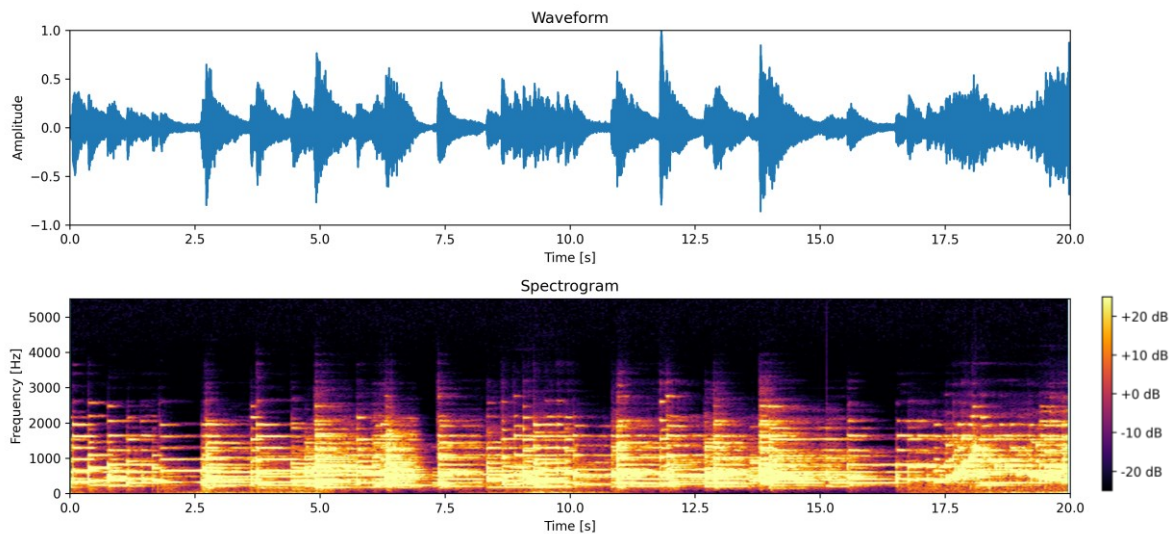 Waveform
1.0
0.5
0.0
−0.5
−1.0
Amplitude
0.0 2.5 5.0 7.5 10.0 12.5 15.0 17.5 20.0
Time [s]
Spectrogram
5000
4000
3000
2000
1000
0
Frequency [Hz]
0.0 2.5 5.0 7.5 10.0 12.5 15.0 17.5 20.0
Time [s]
+20 dB
+10 dB
+0 dB
-10 dB
-20 dB